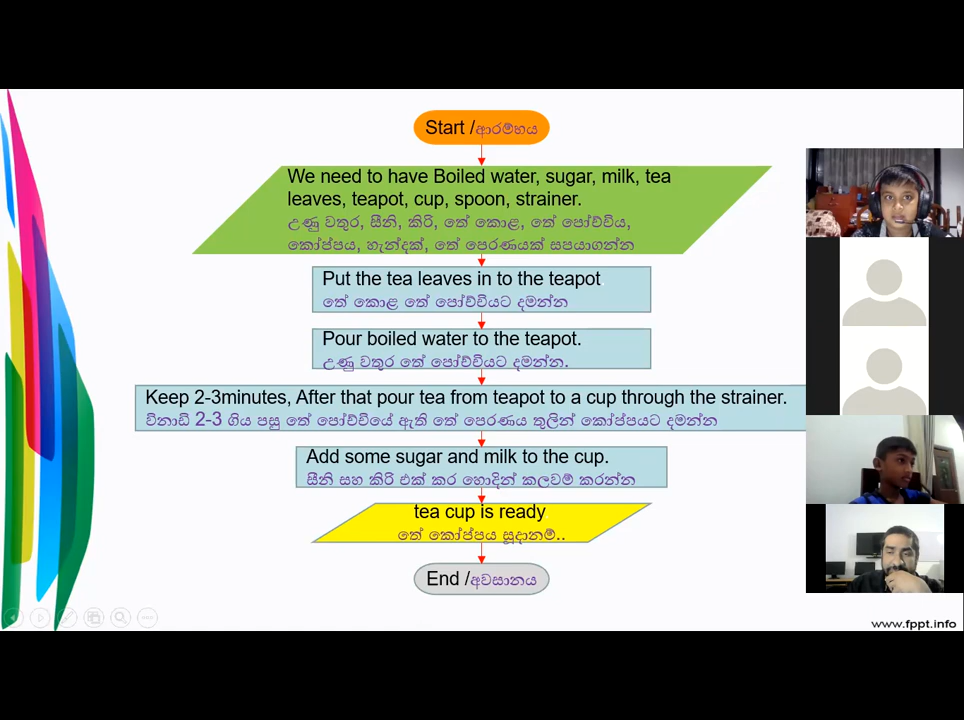 Start /ආරම්භය
We need to have Boiled water, sugar, milk, tea
leaves, teapot, cup, spoon, strainer.
උණු වතුර, සීනි, කිරි, තේ කොළ, තේ පෝච්චිය,
කෝප්පය, හැන්දක්, තේ පෙරණයක් සපයාගන්න
Put the tea leaves in to the teapot
තේ කොළ තේ පෝච්චියට දමන්න
Pour boiled water to the teapot.
උණු වතුර තේ පෝච්චියට දමන්න.
Keep 2-3minutes, After that pour tea from teapot to a cup through the strainer.
විනාඩි 2-3 ගිය පසු තේ පෝච්චියේ ඇති තේ පෙරණය තුලින් කෝප්පයට දමන්න
Add some sugar and milk to the cup.
සීනි සහ කිරි එක් කර හොදින් කලවම් කරන්න
tea cup is ready
තේ කෝප්පය සූදානම්..
End /අවසානය
www.fppt.info